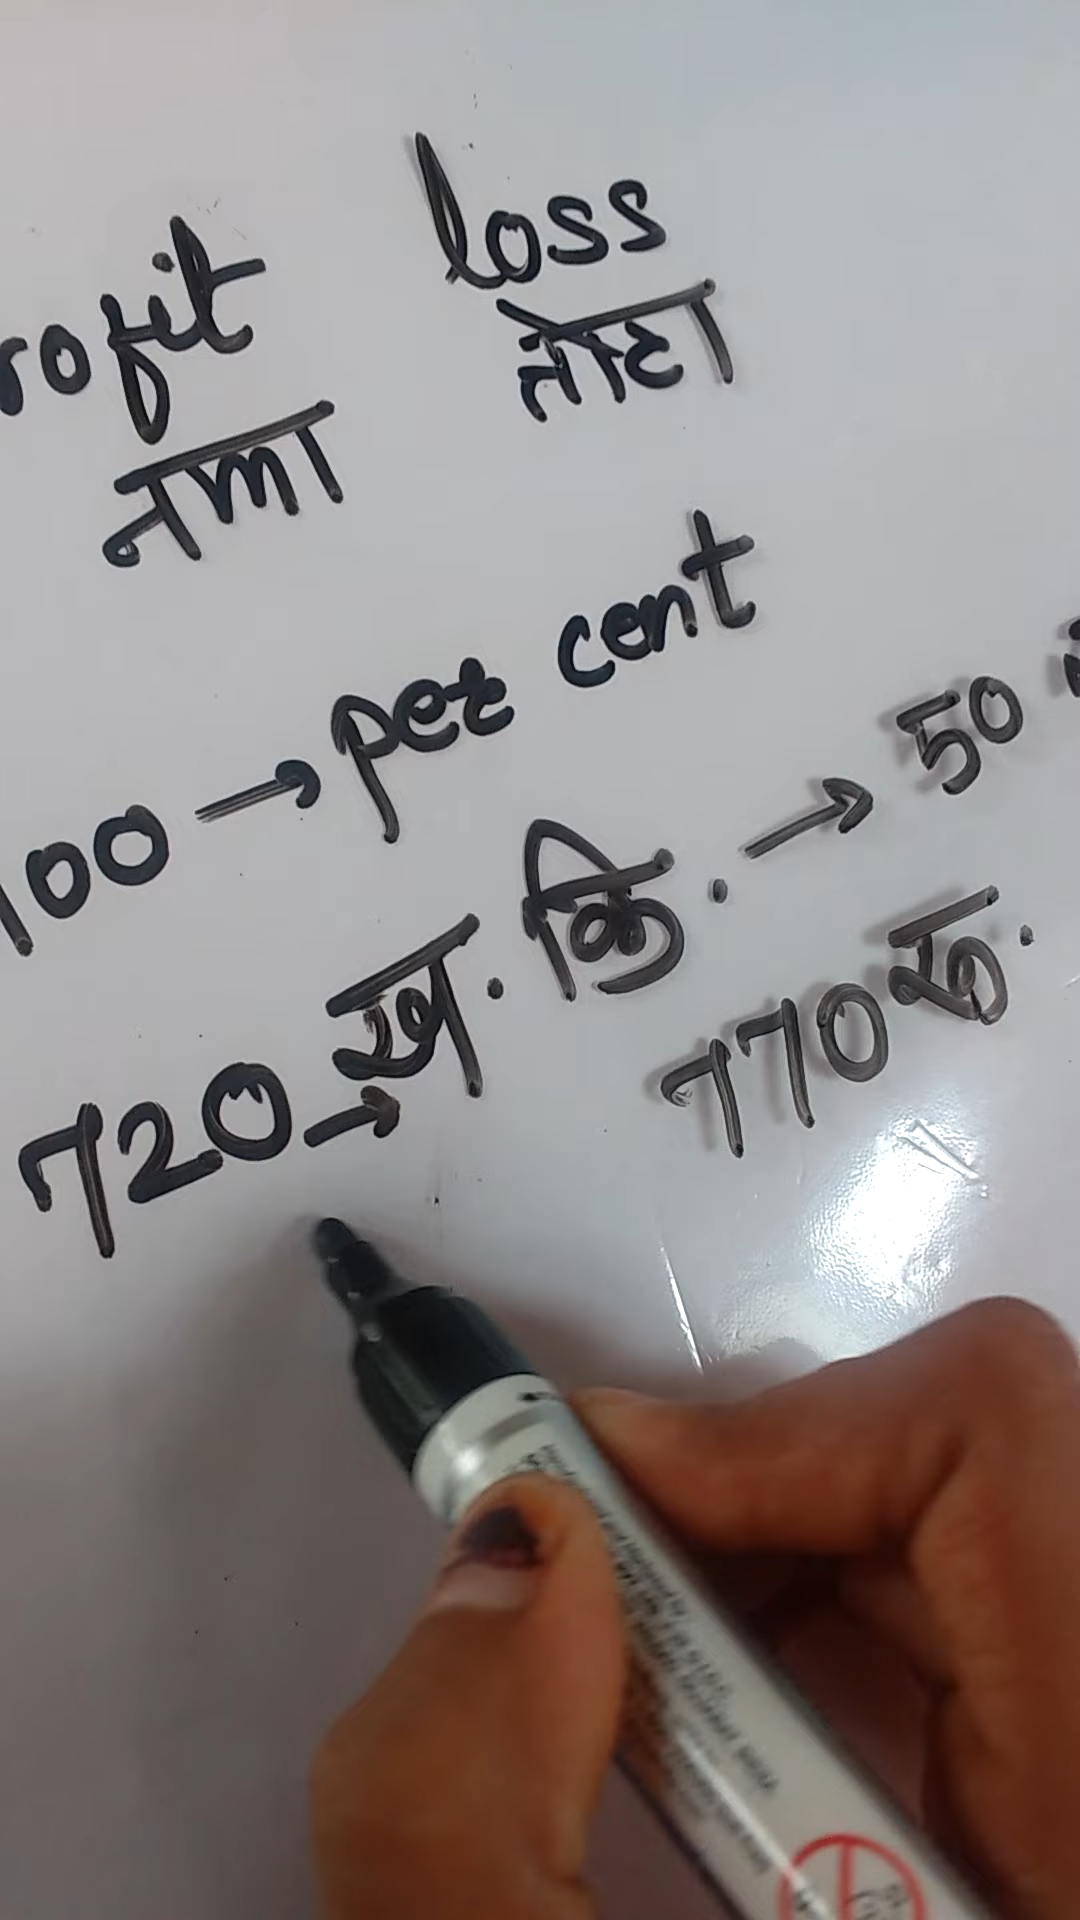 rofit loss
नफा तोटा
100 → per cent
720 → ख. किं. → 50
770 रू.